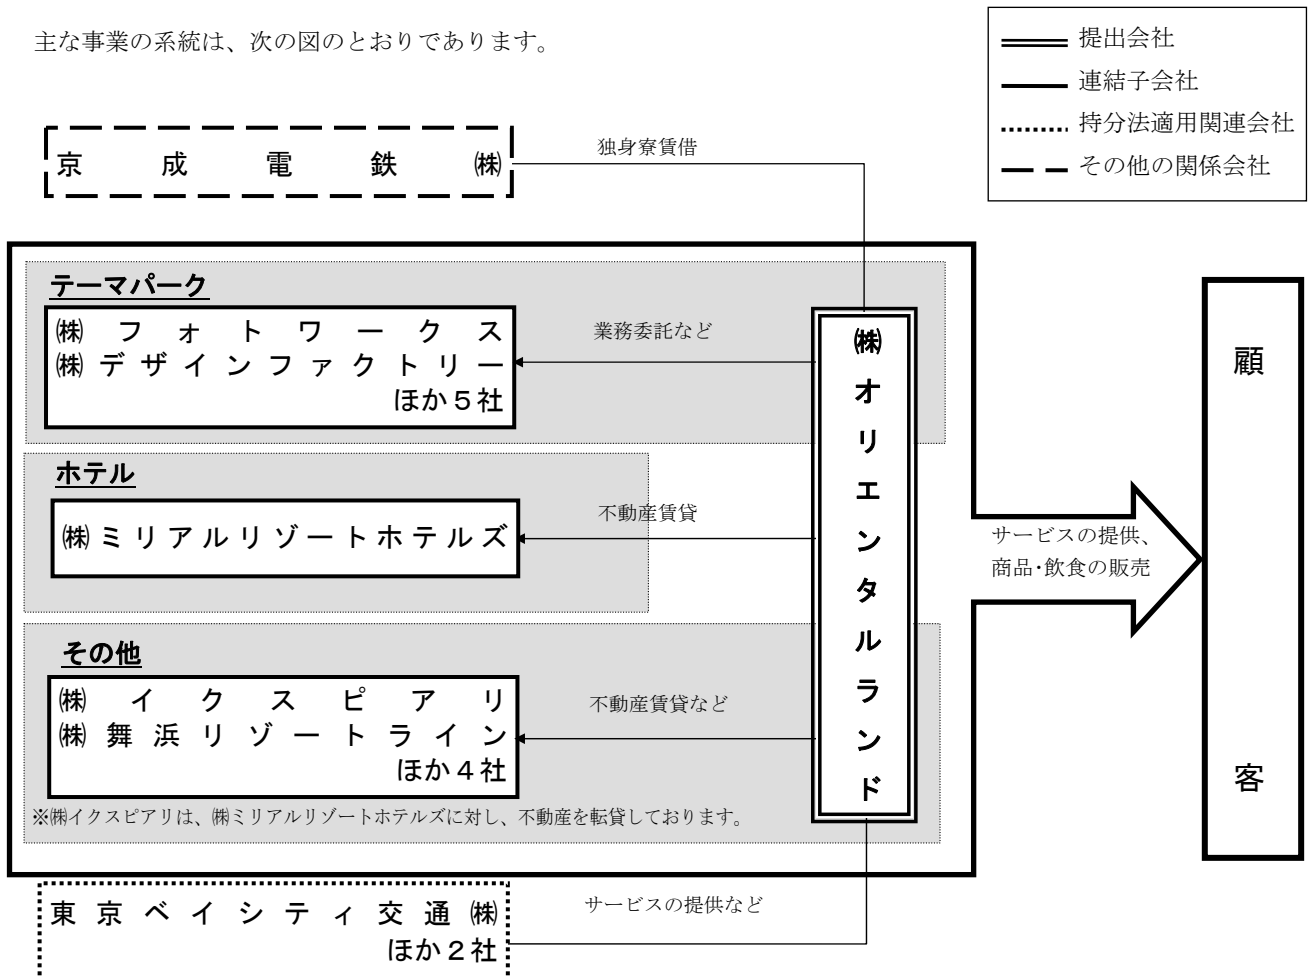 主な事業の系統は、次の図のとおりであります。
提出会社
連結子会社
持分法適用関連会社
その他の関係会社
京成電鉄㈱
独身寮賃借
テーマパーク
㈱フォトワークス
㈱デザインファクトリー
ほか５社
業務委託など
ホテル
㈱ミリアルリゾートホテルズ
不動産賃貸
その他
㈱イクスピアリ
㈱舞浜リゾートライン
ほか４社
不動産賃貸など
※㈱イクスピアリは、㈱ミリアルリゾートホテルズに対し、不動産を転貸しております。
㈱オリエンタルランド
サービスの提供、
商品・飲食の販売
顧客
東京ベイシティ交通㈱
ほか２社
サービスの提供など